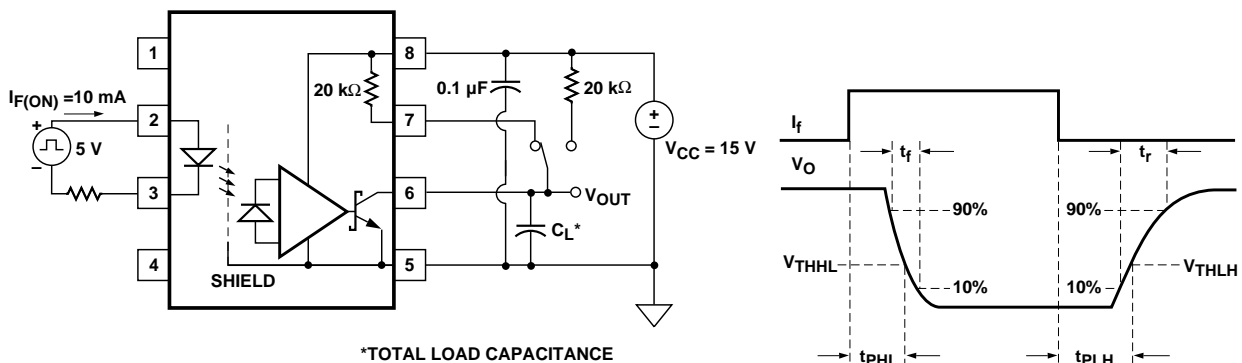 1
2
3
4
8
7
6
5
I_F(ON) =10 mA
+
5 V
−
20 kΩ
SHIELD
0.1 µF
20 kΩ
+
−
V_CC = 15 V
V_OUT
C_L*
*TOTAL LOAD CAPACITANCE
I_f
V_O
t_f
t_r
90%
90%
V_THHL
V_THLH
10%
10%
t_PHL
t_PLH